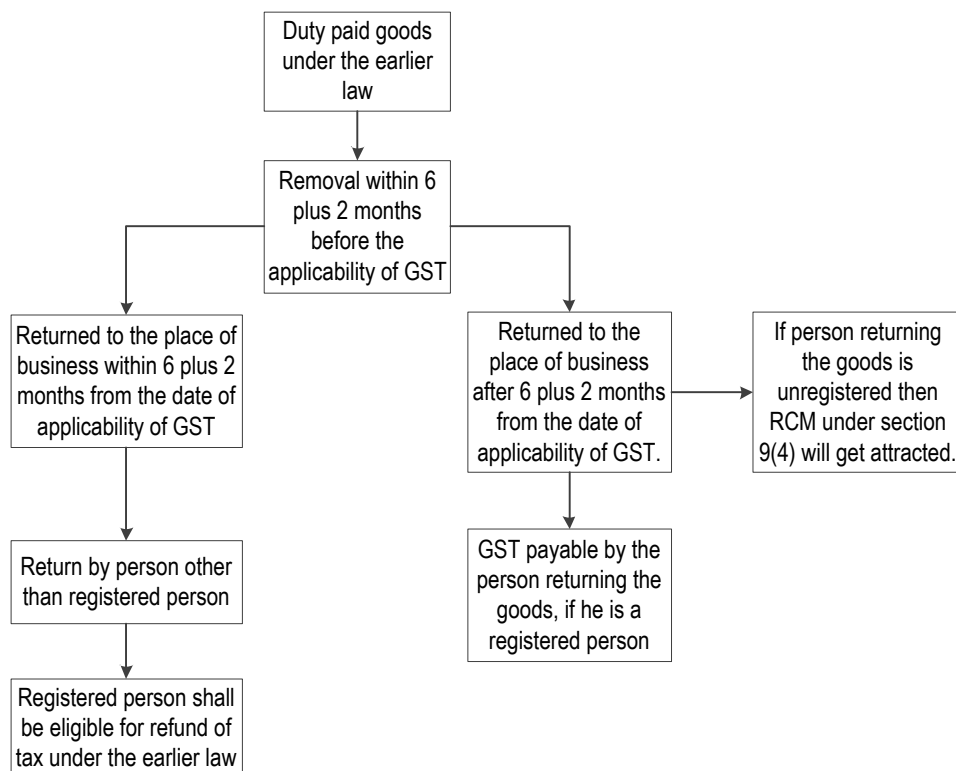 Duty paid goods
under the earlier
law
Removal within 6
plus 2 months
before the
applicability of GST
Returned to the place of
business within 6 plus 2
months from the date of
applicability of GST
Returned to the
place of business
after 6 plus 2 months
from the date of
applicability of GST.
If person returning
the goods is
unregistered then
RCM under section
9(4) will get attracted.
Return by person other
than registered person
GST payable by the
person returning the
goods, if he is a
registered person
Registered person shall
be eligible for refund of
tax under the earlier law